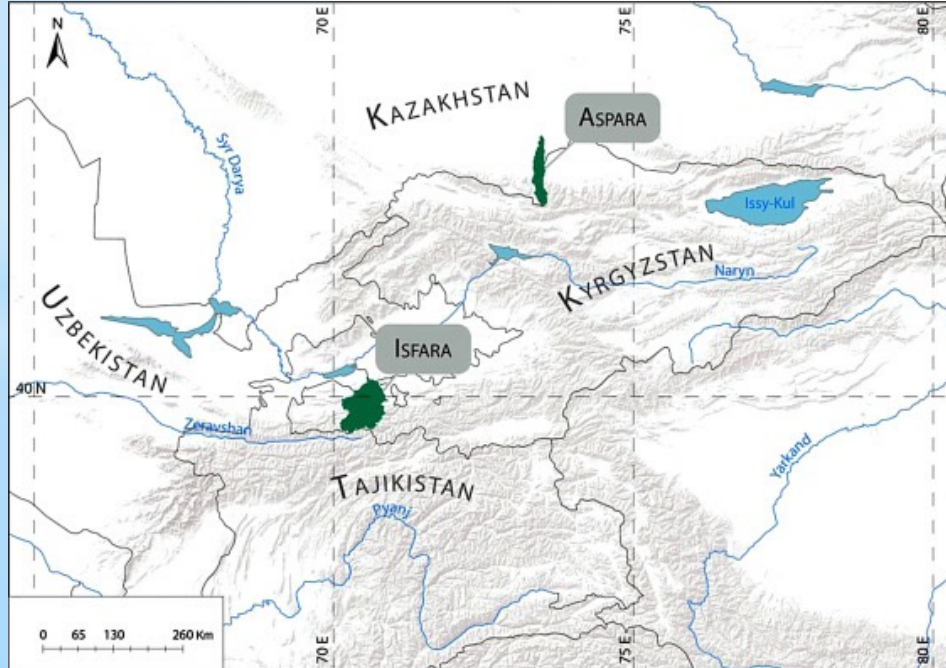 N
70 E
75 E
80 E
KAZAKHSTAN
ASPARA
Syr Darya
Issy-Kul
KYRGYZSTAN
Naryn
UZBEKISTAN
ISFARA
40 N
Zeravshan
Yarkand
TAJIKISTAN
Pyanj
0 65 130 260 Km
70 E
75 E
80 E